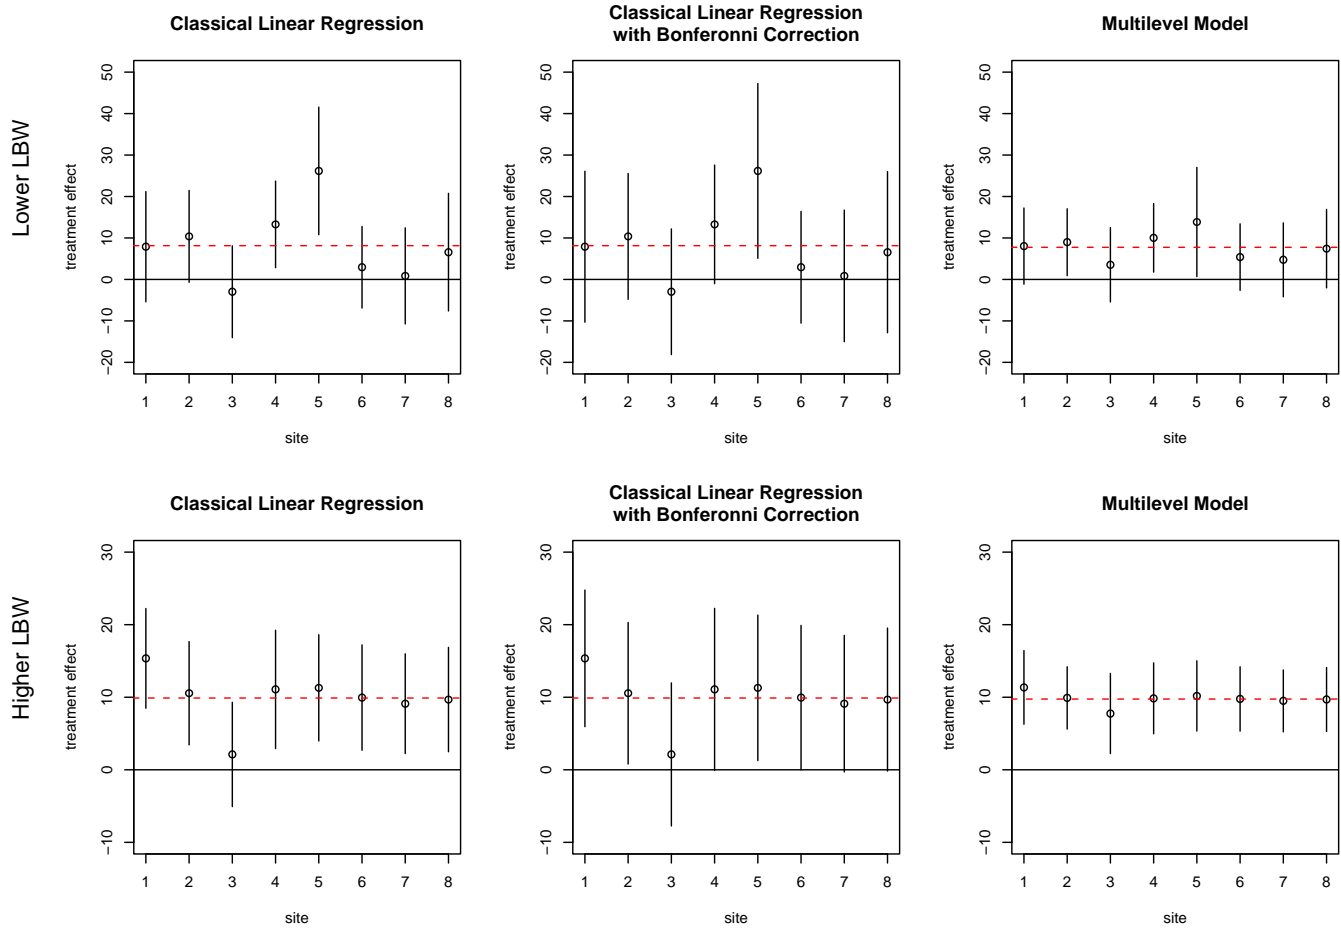 Classical Linear Regression
Classical Linear Regression
with Bonferonni Correction
Multilevel Model
Lower LBW
treatment effect
50
40
30
20
10
0
−10
−20
1 2 3 4 5 6 7 8
site
treatment effect
50
40
30
20
10
0
−10
−20
1 2 3 4 5 6 7 8
site
treatment effect
50
40
30
20
10
0
−10
−20
1 2 3 4 5 6 7 8
site
Classical Linear Regression
Classical Linear Regression
with Bonferonni Correction
Multilevel Model
Higher LBW
treatment effect
30
20
10
0
−10
1 2 3 4 5 6 7 8
site
treatment effect
30
20
10
0
−10
1 2 3 4 5 6 7 8
site
treatment effect
30
20
10
0
−10
1 2 3 4 5 6 7 8
site